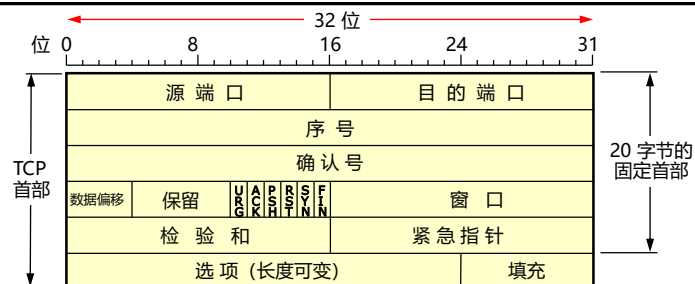 32 位
位 0 8 16 24 31
源 端 口 目 的 端 口
序 号
确 认 号
TCP
首部
20 字节的
固定首部
数据偏移 保留 URG ACK PSH RST SYN FIN 窗 口
检 验 和 紧 急 指 针
选 项 (长 度 可 变) 填 充